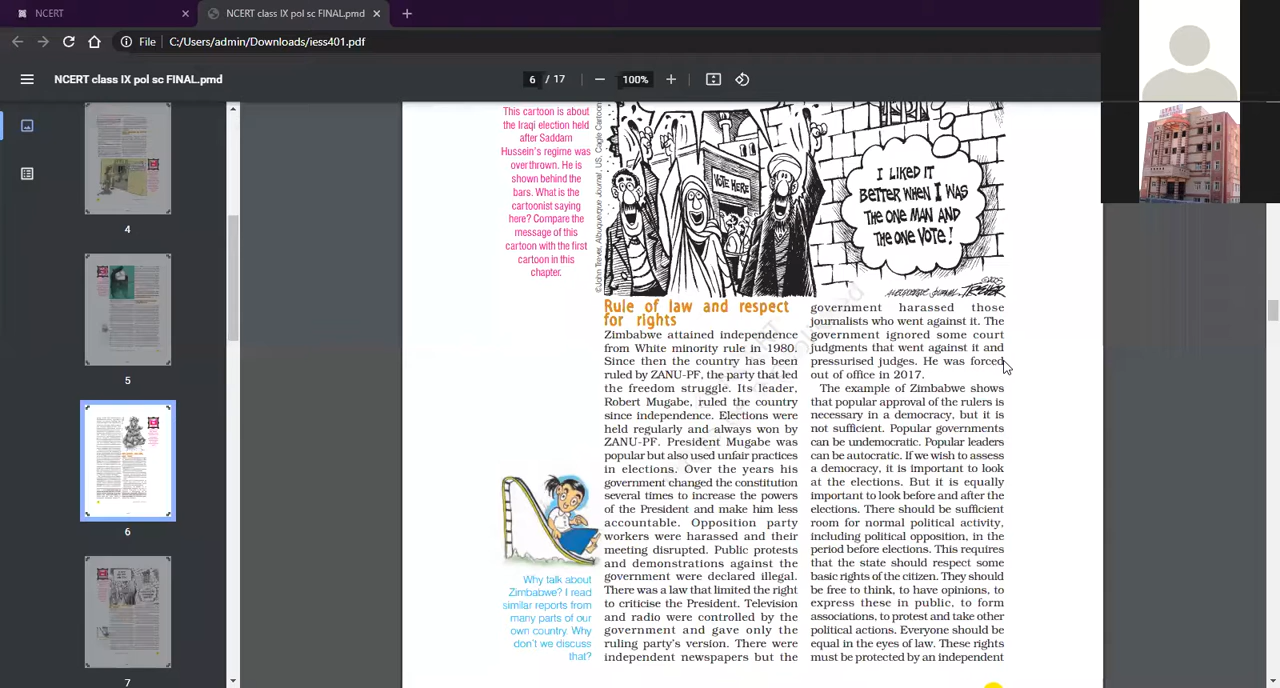 NCERT
NCERT class IX pol sc FINAL.pmd
File
C:/Users/admin/Downloads/iess401.pdf
NCERT class IX pol sc FINAL.pmd
6 / 17
100%
4
5
6
7
This cartoon is about
the Iraqi election held
after Saddam
Hussein's regime was
overthrown. He is
shown behind the
bars. What is the
cartoonist saying
here? Compare the
message of this
cartoon with the first
cartoon in this
chapter.
©John Trever, Albuquerque Journal, US, Cagle Cartoon
VOTE HERE
I LIKED IT
BETTER WHEN I WAS
THE ONE MAN AND
THE ONE VOTE!
ALBUQUERQUE JOURNAL TREVER
Rule of law and respect
for rights
Zimbabwe attained independence
from White minority rule in 1980.
Since then the country has been
ruled by ZANU-PF, the party that led
the freedom struggle. Its leader,
Robert Mugabe, ruled the country
since independence. Elections were
held regularly and always won by
ZANU-PF. President Mugabe was
popular but also used unfair practices
in elections. Over the years his
government changed the constitution
several times to increase the powers
of the President and make him less
accountable. Opposition party
workers were harassed and their
meeting disrupted. Public protests
and demonstrations against the
government were declared illegal.
There was a law that limited the right
to criticise the President. Television
and radio were controlled by the
government and gave only the
ruling party's version. There were
independent newspapers but the
government harassed those
journalists who went against it. The
government ignored some court
judgments that went against it and
pressurised judges. He was forced
out of office in 2017.
The example of Zimbabwe shows
that popular approval of the rulers is
necessary in a democracy, but it is
not sufficient. Popular governments
can be undemocratic. Popular leaders
can be autocratic. If we wish to assess
a democracy, it is important to look
at the elections. But it is equally
important to look before and after the
elections. There should be sufficient
room for normal political activity,
including political opposition, in the
period before elections. This requires
that the state should respect some
basic rights of the citizen. They should
be free to think, to have opinions, to
express these in public, to form
associations, to protest and take other
political actions. Everyone should be
equal in the eyes of law. These rights
must be protected by an independent
Why talk about
Zimbabwe? I read
similar reports from
many parts of our
own country. Why
don't we discuss
that?